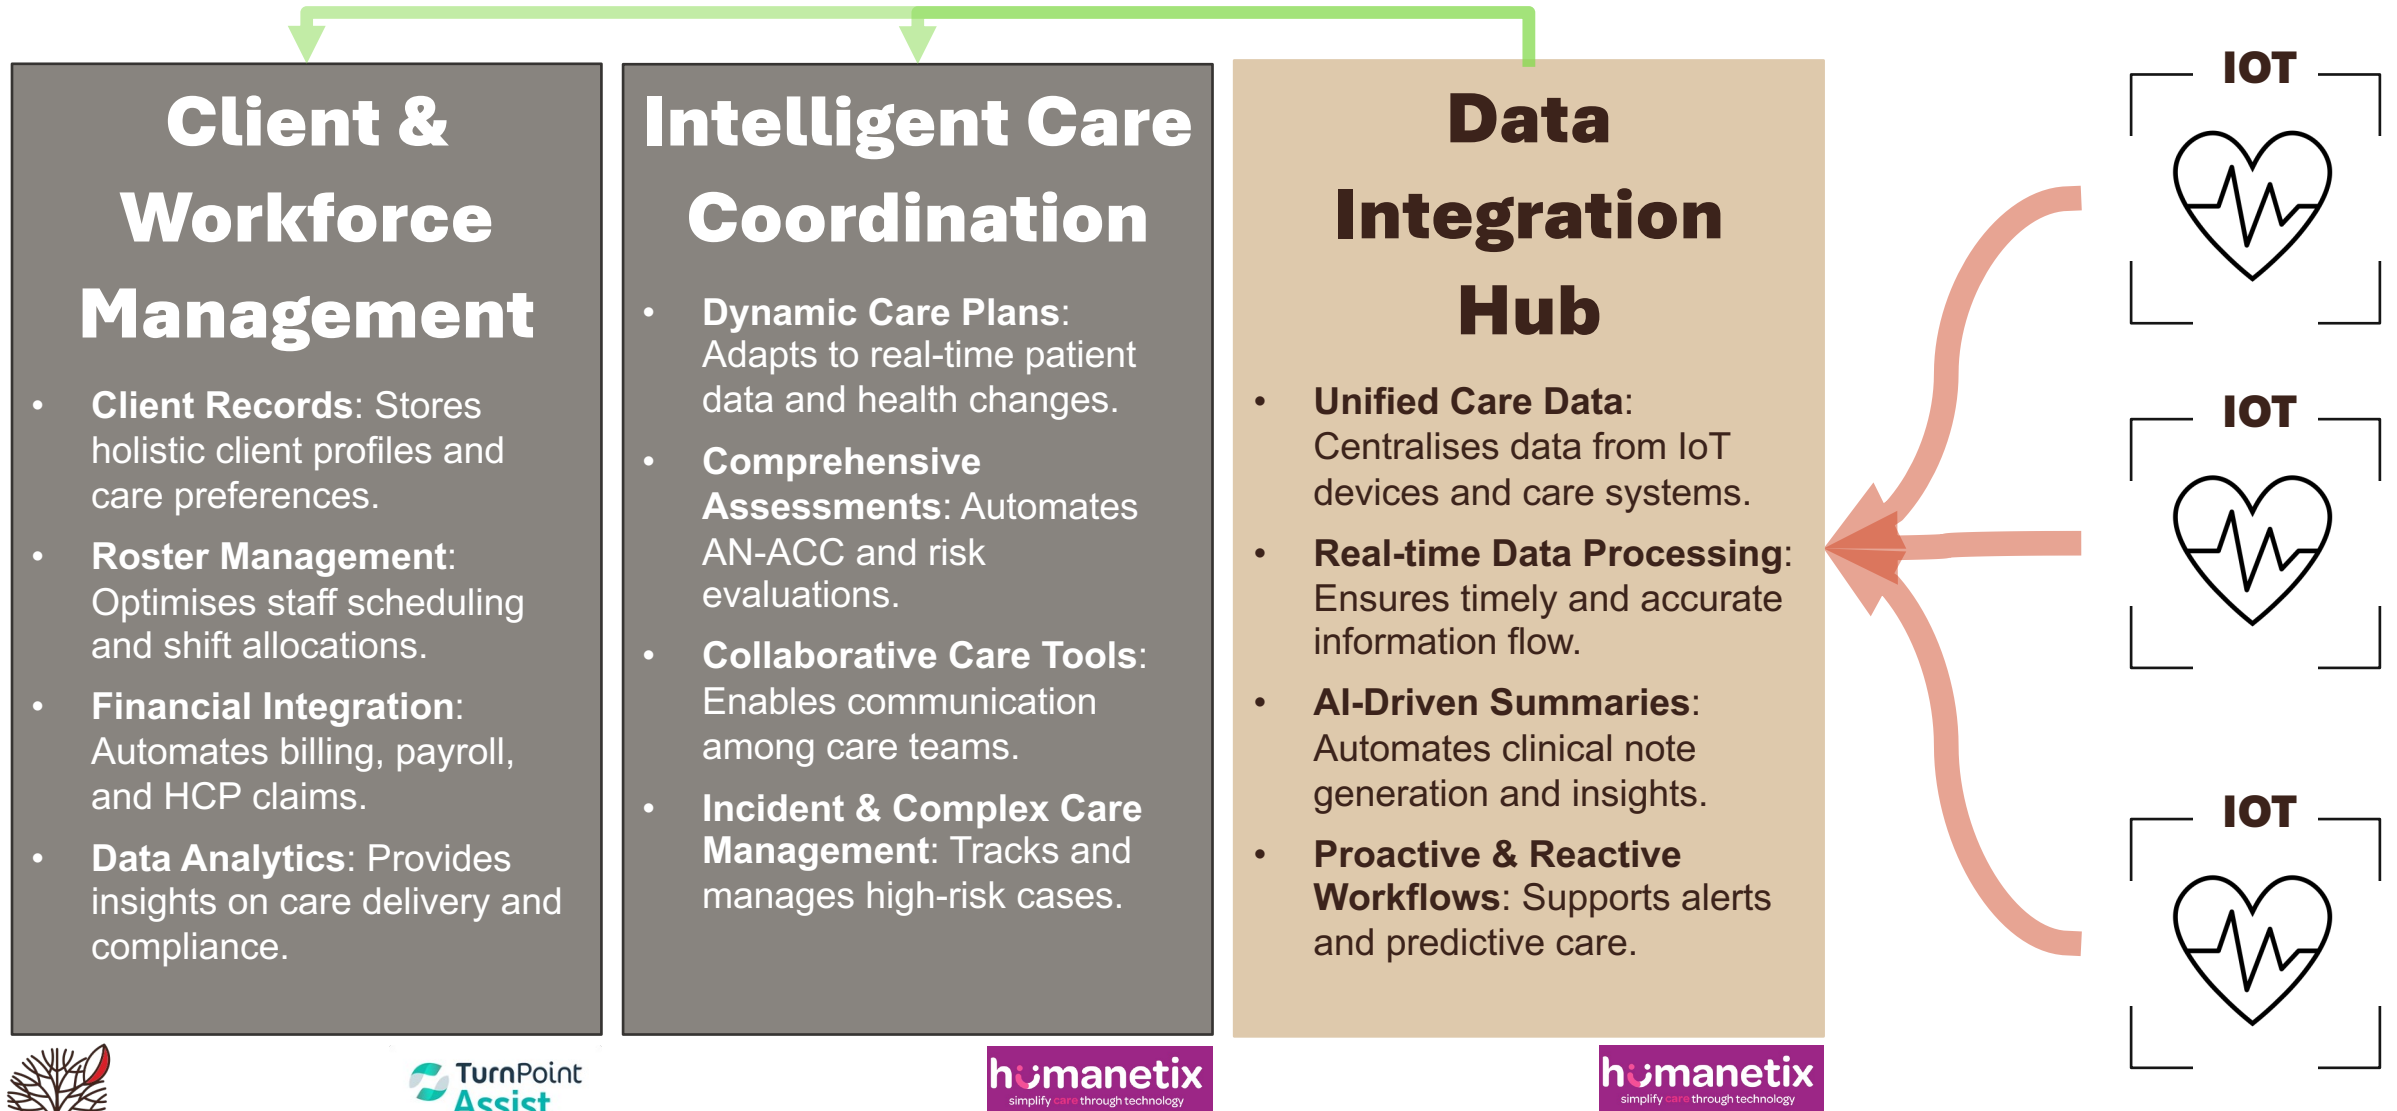 Client &
Workforce
Management
• Client Records: Stores
holistic client profiles and
care preferences.
• Roster Management:
Optimises staff scheduling
and shift allocations.
• Financial Integration:
Automates billing, payroll,
and HCP claims.
• Data Analytics: Provides
insights on care delivery and
compliance.
TurnPoint
Assist
Intelligent Care
Coordination
• Dynamic Care Plans:
Adapts to real-time patient
data and health changes.
• Comprehensive
Assessments: Automates
AN-ACC and risk
evaluations.
• Collaborative Care Tools:
Enables communication
among care teams.
• Incident & Complex Care
Management: Tracks and
manages high-risk cases.
humanetix
simplify care through technology
Data
Integration
Hub
• Unified Care Data:
Centralises data from IoT
devices and care systems.
• Real-time Data Processing:
Ensures timely and accurate
information flow.
• AI-Driven Summaries:
Automates clinical note
generation and insights.
• Proactive & Reactive
Workflows: Supports alerts
and predictive care.
humanetix
simplify care through technology
IOT
IOT
IOT